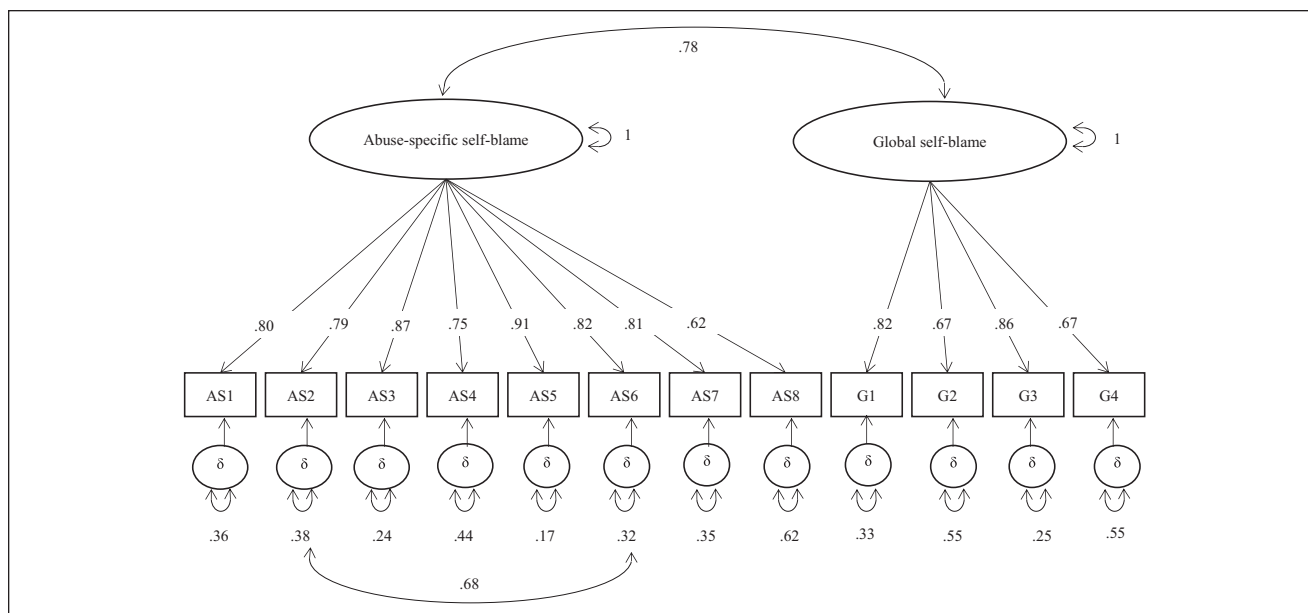 .78
Abuse-specific self-blame 1 Global self-blame 1
.80 .79 .87 .75 .91 .82 .81 .62 .82 .67 .86 .67
AS1 AS2 AS3 AS4 AS5 AS6 AS7 AS8 G1 G2 G3 G4
δ δ δ δ δ δ δ δ δ δ δ δ
.36 .38 .24 .44 .17 .32 .35 .62 .33 .55 .25 .55
.68